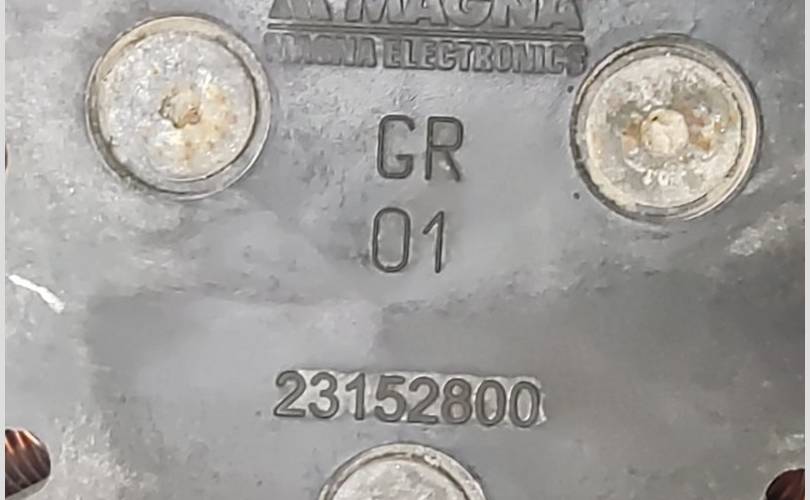 MAGNA
MAGNA ELECTRONICS
GR
01
23152800